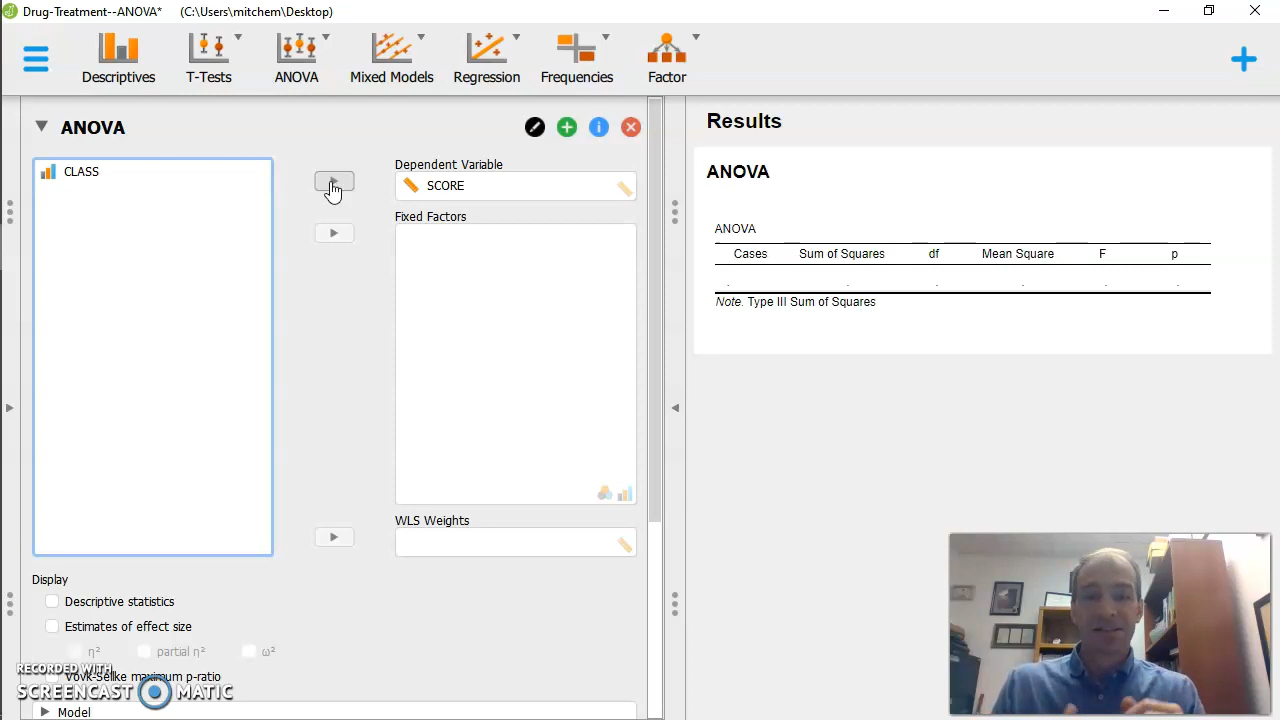 Drug-Treatment--ANOVA* (C:\Users\mitchem\Desktop)
Descriptives T-Tests ANOVA Mixed Models Regression Frequencies Factor
ANOVA
CLASS
Dependent Variable
SCORE
Fixed Factors
WLS Weights
Display
Descriptive statistics
Estimates of effect size
η² partial η² ω²
Vovk-Sellke maximum p-ratio
Model
RECORDED WITH
SCREENCAST MATIC
Results
ANOVA
ANOVA
Cases Sum of Squares df Mean Square F p
. . . . . .
Note. Type III Sum of Squares